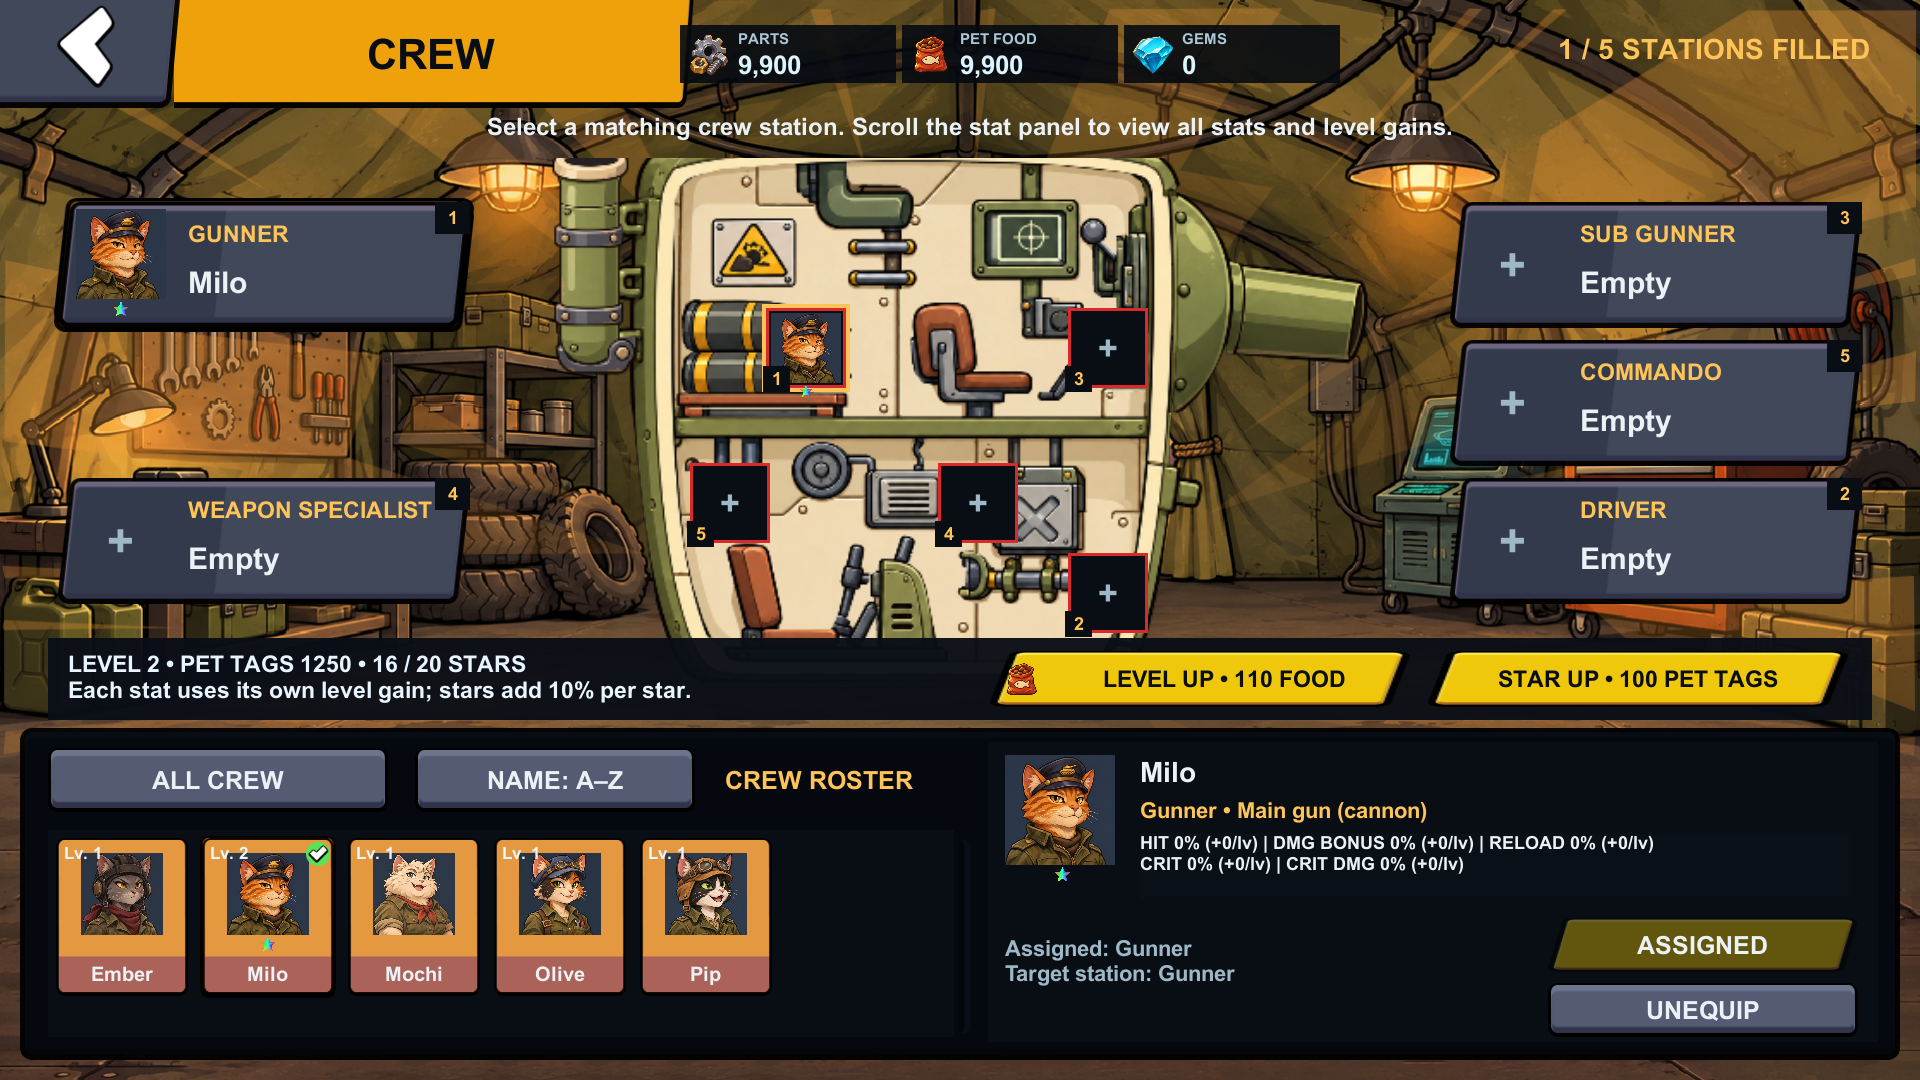 CREW
PARTS
9,900
PET FOOD
9,900
GEMS
0
1 / 5 STATIONS FILLED
Select a matching crew station. Scroll the stat panel to view all stats and level gains.
GUNNER
Milo
1
WEAPON SPECIALIST
Empty
4
SUB GUNNER
Empty
3
COMMANDO
Empty
5
DRIVER
Empty
2
1
+
3
+
5
+
4
+
2
LEVEL 2 • PET TAGS 1250 • 16 / 20 STARS
Each stat uses its own level gain; stars add 10% per star.
LEVEL UP • 110 FOOD
STAR UP • 100 PET TAGS
ALL CREW
NAME: A–Z
CREW ROSTER
Lv. 1
Ember
Lv. 2
Milo
Lv. 1
Mochi
Lv. 1
Olive
Lv. 1
Pip
Milo
Gunner • Main gun (cannon)
HIT 0% (+0/lv) | DMG BONUS 0% (+0/lv) | RELOAD 0% (+0/lv)
CRIT 0% (+0/lv) | CRIT DMG 0% (+0/lv)
Assigned: Gunner
Target station: Gunner
ASSIGNED
UNEQUIP